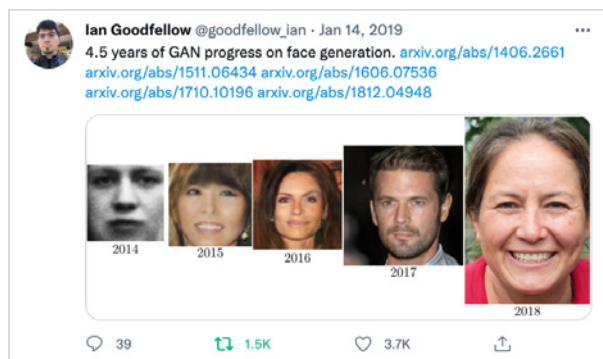 Ian Goodfellow @goodfellow_ian · Jan 14, 2019
4.5 years of GAN progress on face generation. arxiv.org/abs/1406.2661
arxiv.org/abs/1511.06434 arxiv.org/abs/1606.07536
arxiv.org/abs/1710.10196 arxiv.org/abs/1812.04948
2014
2015
2016
2017
2018
39 1.5K 3.7K